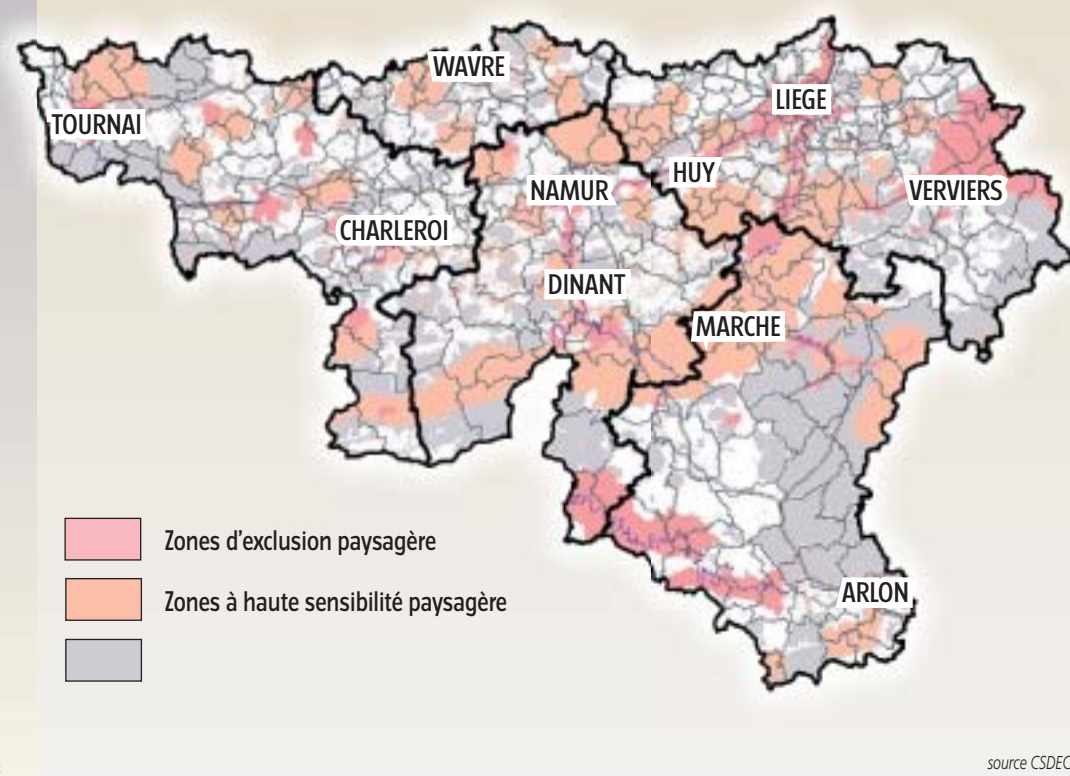 WAVRE
TOURNAI
LIEGE
HUY
NAMUR
VERVIERS
CHARLEROI
DINANT
MARCHE
Zones d'exclusion paysagère
Zones à haute sensibilité paysagère
ARLON
source CSDEC